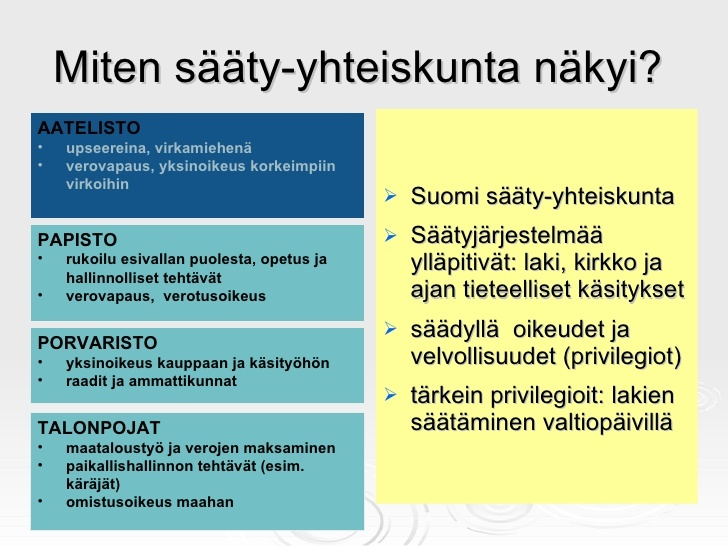 Miten sääty-yhteiskunta näkyi?
AATELISTO
• upseereina, virkamiehenä
• verovapaus, yksinoikeus korkeimpiin
virkoihin
PAPISTO
• rukoilu esivallan puolesta, opetus ja
hallinnolliset tehtävät
• verovapaus, verotusoikeus
PORVARISTO
• yksinoikeus kauppaan ja käsityöhön
• raadit ja ammattikunnat
TALONPOJAT
• maataloustyö ja verojen maksaminen
• paikallishallinnon tehtävät (esim.
käräjät)
• omistusoikeus maahan
➢ Suomi sääty-yhteiskunta
➢ Säätyjärjestelmää
ylläpitivät: laki, kirkko ja
ajan tieteelliset käsitykset
➢ säädyllä oikeudet ja
velvollisuudet (privilegiot)
➢ tärkein privilegioit: lakien
säätäminen valtiopäivillä